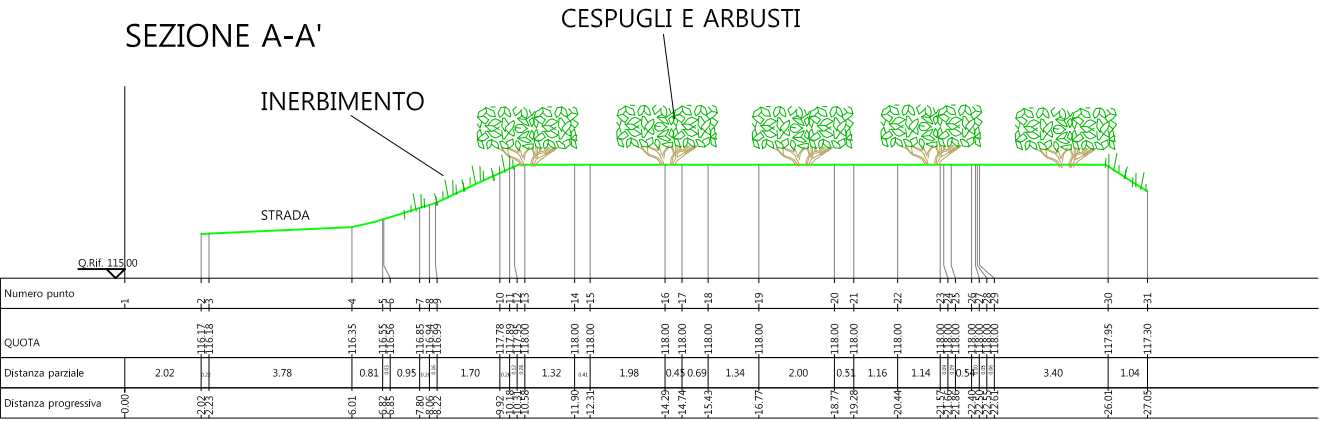 SEZIONE A-A'
CESPUGLI E ARBUSTI
INERBIMENTO
STRADA
Q.Rif. 115.00
Numero punto 1 2 3 4 5 6 7 8 9 10 11 12 13 14 15 16 17 18 19 20 21 22 23 24 25 26 27 28 29 30 31
QUOTA 116.17 116.18 116.35 116.55 116.56 116.85 116.94 116.99 117.78 117.89 118.00 118.00 118.00 118.00 118.00 118.00 118.00 118.00 118.00 118.00 118.00 118.00 118.00 118.00 118.00 118.00 118.00 117.95 117.30
Distanza parziale 2.02 3.78 0.81 0.95 1.70 1.32 0.41 1.98 0.45 0.69 1.34 2.00 0.51 1.16 1.14 0.54 3.40 1.04
Distanza progressiva 0.00 2.02 2.23 6.01 6.82 6.85 7.80 8.06 8.22 9.92 10.18 10.58 11.90 12.31 14.29 14.74 15.43 16.77 18.77 19.28 20.44 21.57 21.86 22.40 22.50 22.55 22.61 26.01 27.05